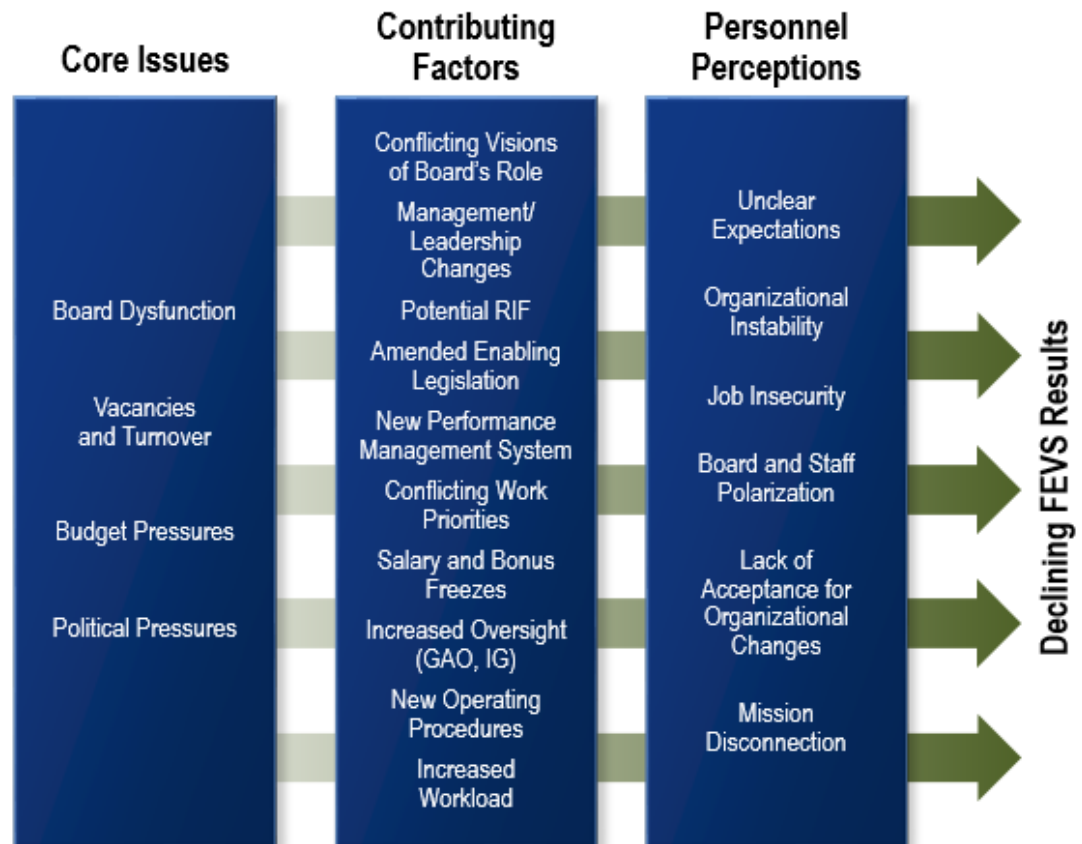 Core Issues
Board Dysfunction
Vacancies
and Turnover
Budget Pressures
Political Pressures
Contributing
Factors
Conflicting Visions
of Board's Role
Management/
Leadership
Changes
Potential RIF
Amended Enabling
Legislation
New Performance
Management System
Conflicting Work
Priorities
Salary and Bonus
Freezes
Increased Oversight
(GAO, IG)
New Operating
Procedures
Increased
Workload
Personnel
Perceptions
Unclear
Expectations
Organizational
Instability
Job Insecurity
Board and Staff
Polarization
Lack of
Acceptance for
Organizational
Changes
Mission
Disconnection
Declining FEVS Results